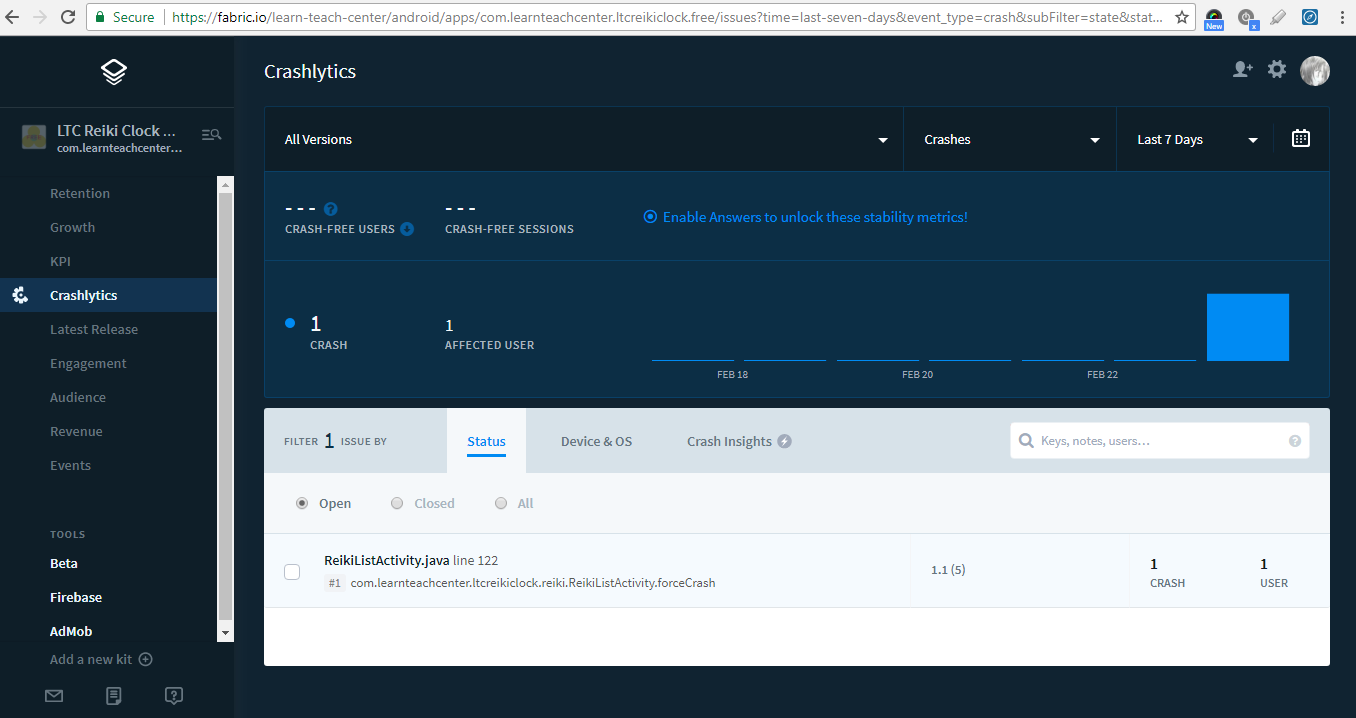 Secure
https://fabric.io/learn-teach-center/android/apps/com.learnteachcenter.ltcreikiclock.free/issues?time=last-seven-days&event_type=crash&subFilter=state&stat...
New
x
LTC Reiki Clock ...
com.learnteachcenter...
Retention
Growth
KPI
Crashlytics
Latest Release
Engagement
Audience
Revenue
Events
TOOLS
Beta
Firebase
AdMob
Add a new kit
Crashlytics
All Versions
Crashes
Last 7 Days
--- ?
CRASH-FREE USERS
---
CRASH-FREE SESSIONS
Enable Answers to unlock these stability metrics!
1
CRASH
1
AFFECTED USER
FEB 18
FEB 20
FEB 22
FILTER 1 ISSUE BY
Status
Device & OS
Crash Insights
Keys, notes, users...
?
Open
Closed
All
ReikiListActivity.java line 122
#1 com.learnteachcenter.ltcreikiclock.reiki.ReikiListActivity.forceCrash
1.1 (5)
1
CRASH
1
USER